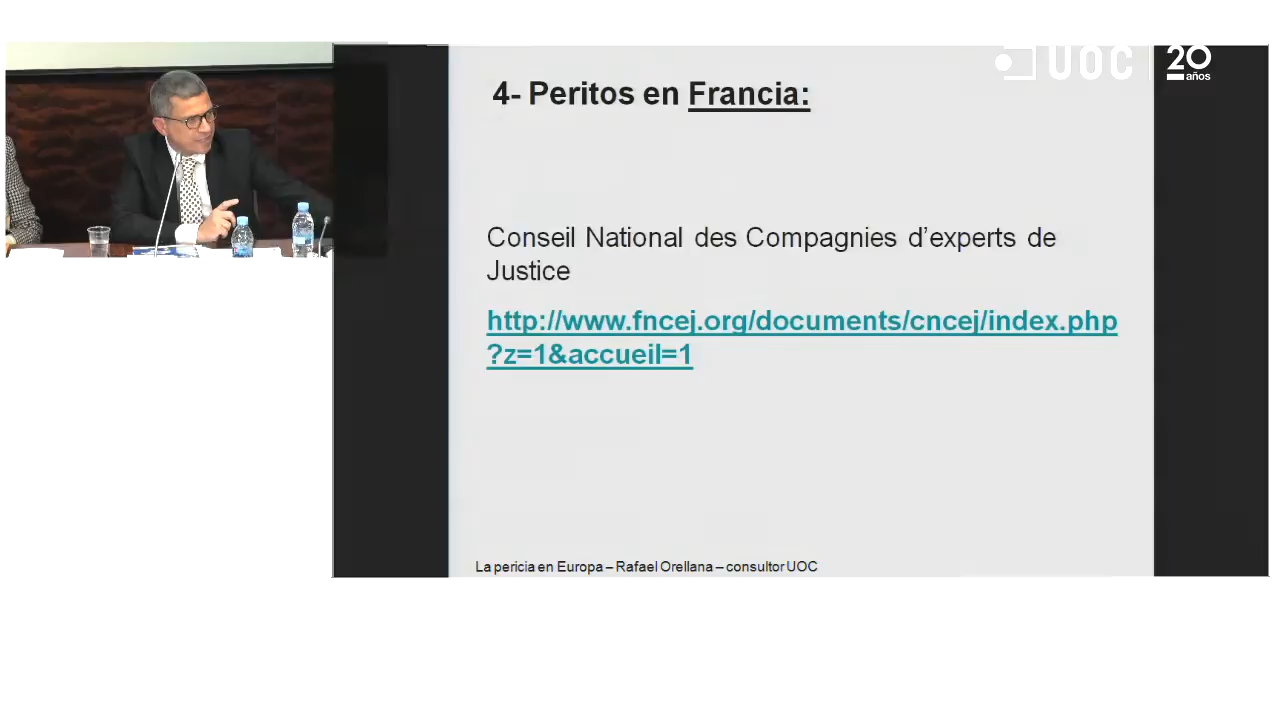 UOC
20
años
4- Peritos en Francia:
Conseil National des Compagnies d’experts de
Justice
http://www.fncej.org/documents/cncej/index.php
?z=1&accueil=1
La pericia en Europa – Rafael Orellana – consultor UOC